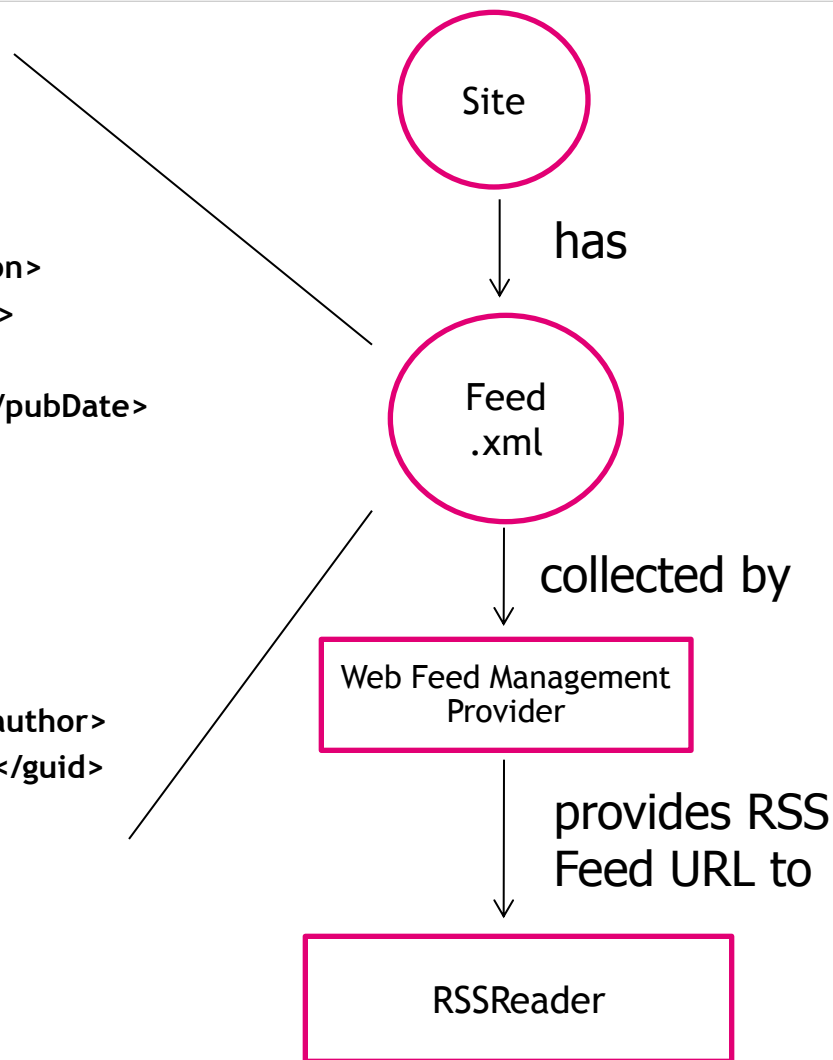 on>
>
/pubDate>
author>
</guid>
Site
has
Feed
.xml
collected by
Web Feed Management
Provider
provides RSS
Feed URL to
RSSReader